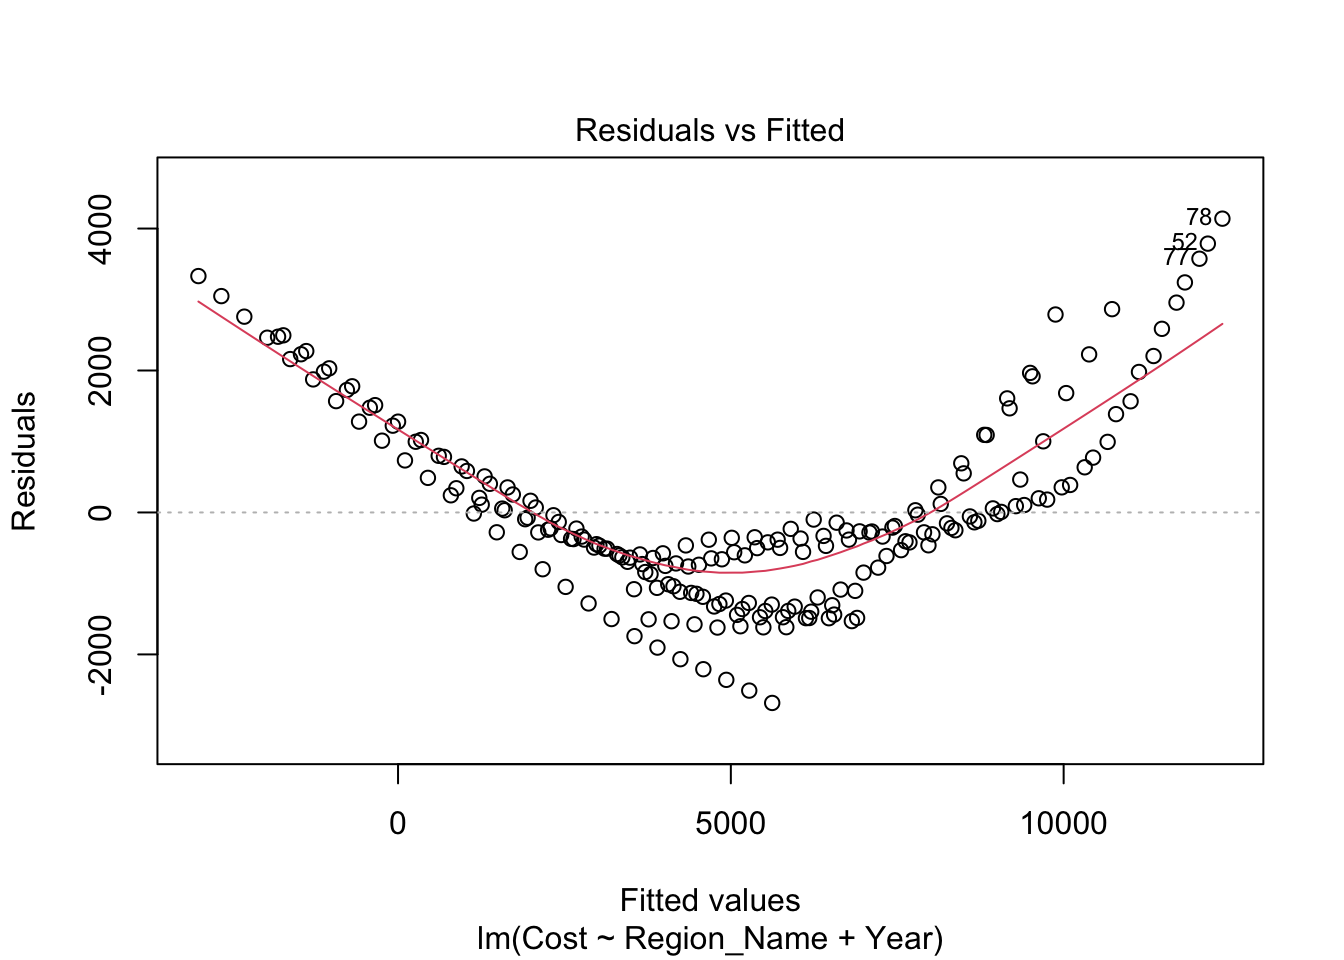 Residuals vs Fitted
Residuals
4000
2000
0
-2000
78
52
77
0
5000
10000
Fitted values
lm(Cost ~ Region_Name + Year)